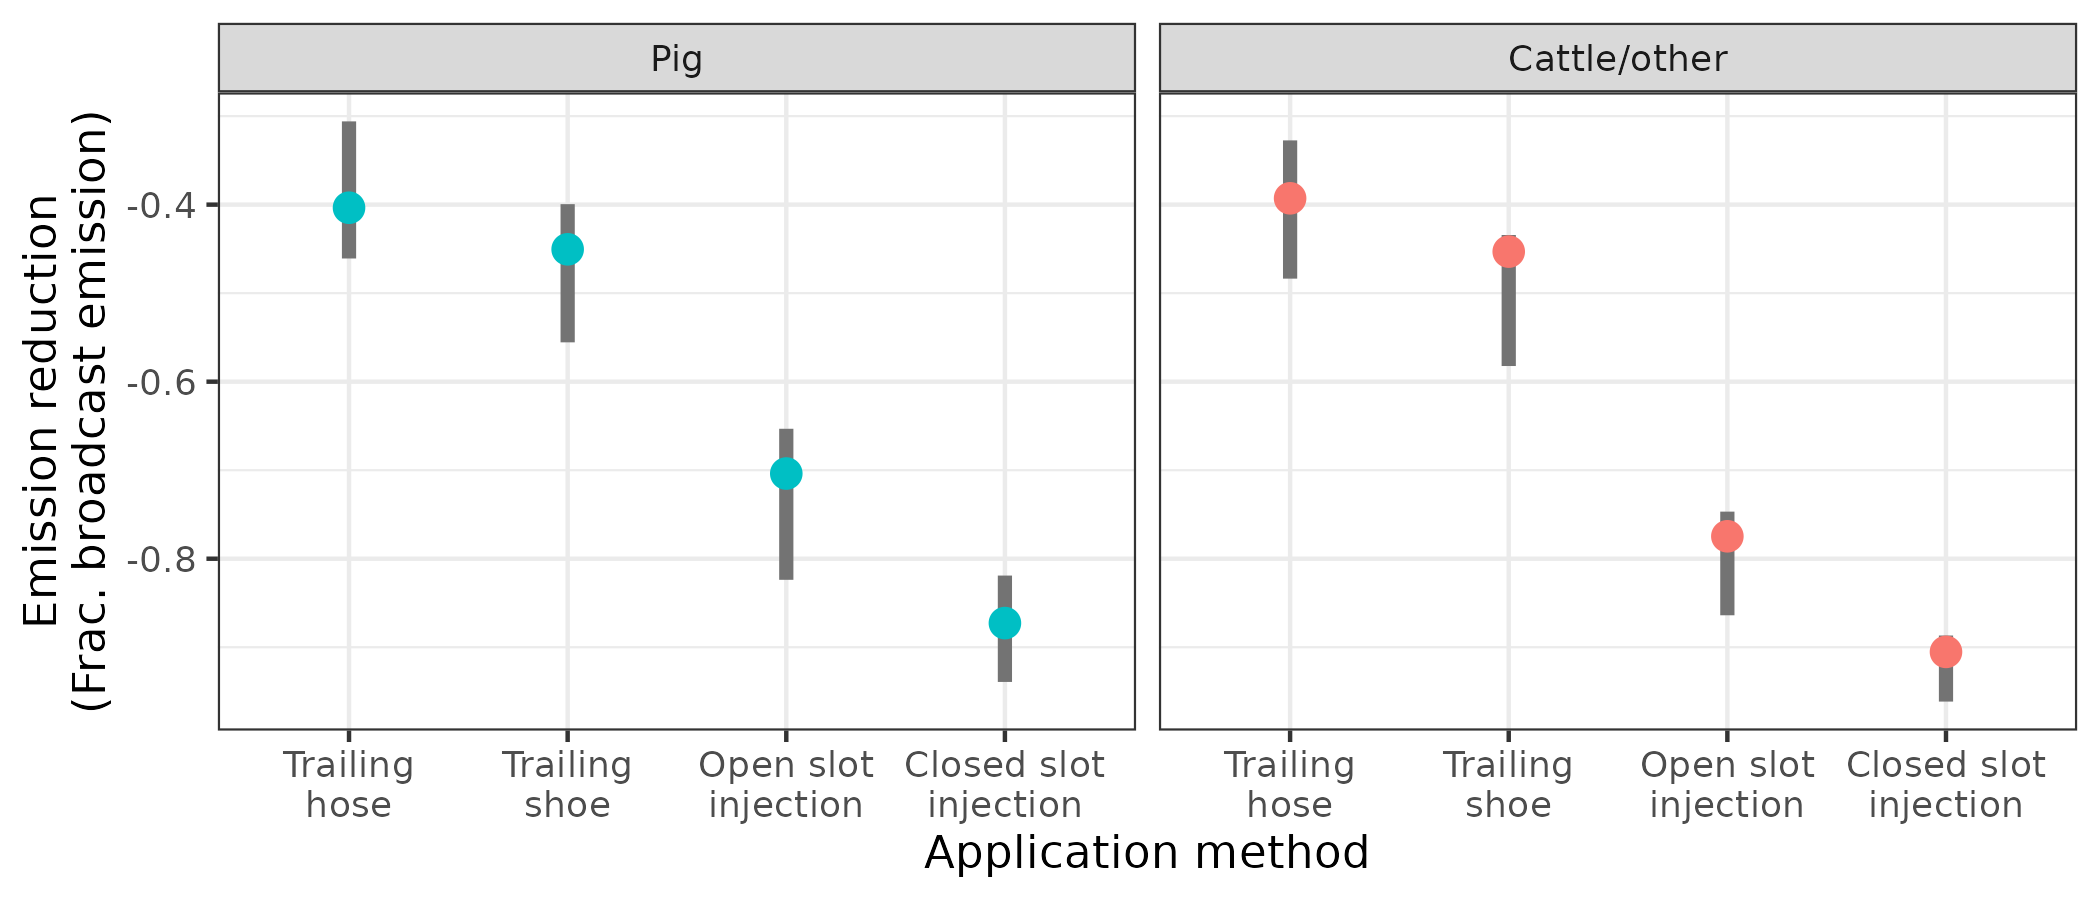 Pig
Cattle/other
Emission reduction
(Frac. broadcast emission)
-0.4
-0.6
-0.8
Trailing
hose
Trailing
shoe
Open slot
injection
Closed slot
injection
Trailing
hose
Trailing
shoe
Open slot
injection
Closed slot
injection
Application method